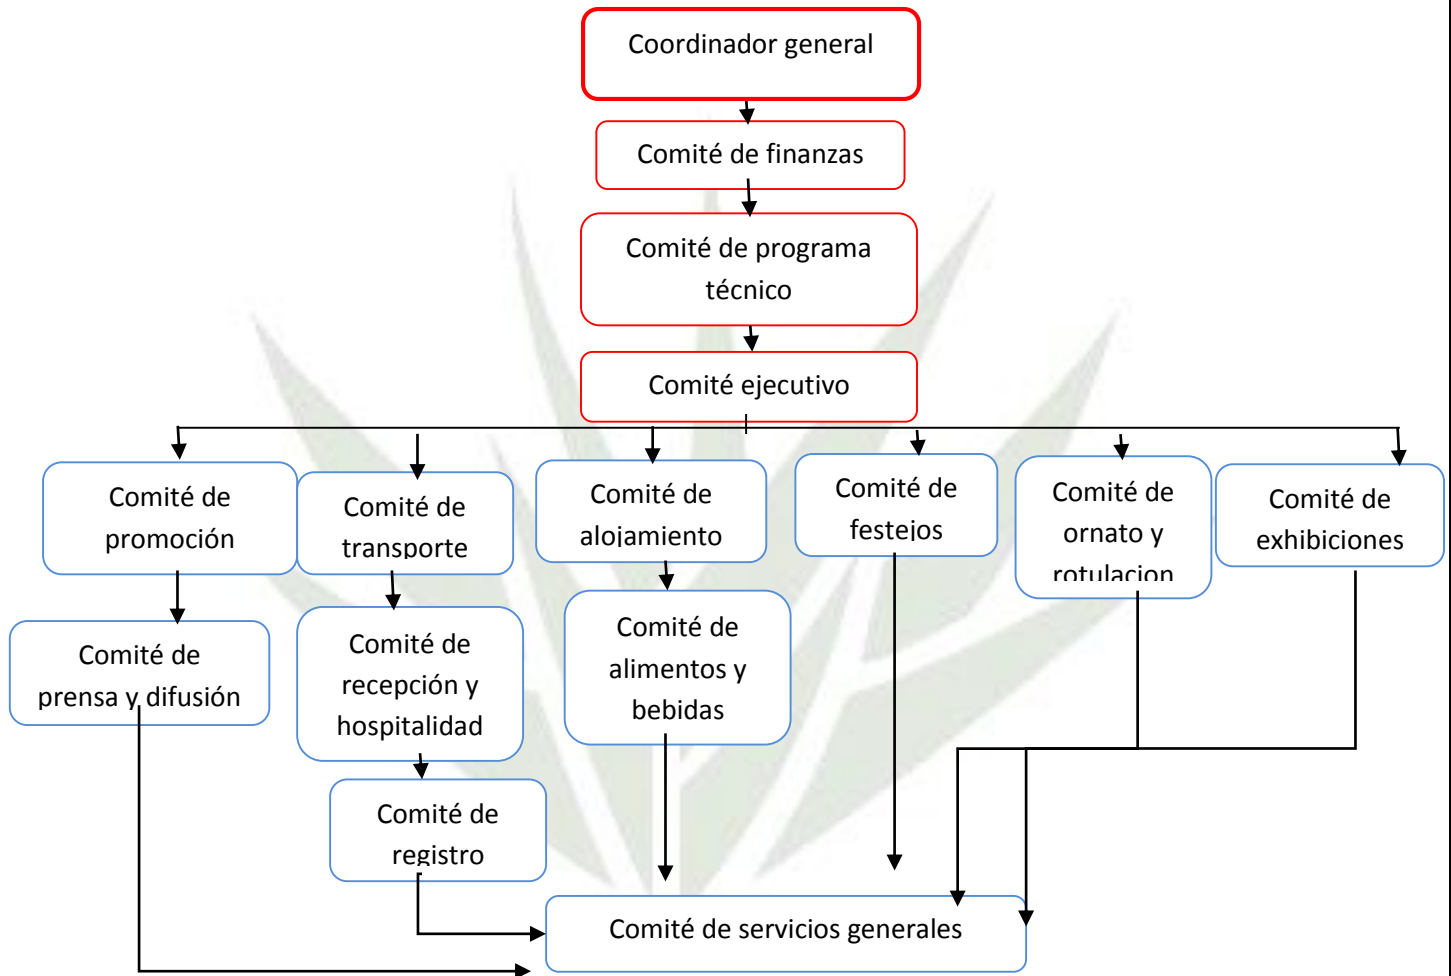 Coordinador general
Comité de finanzas
Comité de programa
técnico
Comité ejecutivo
Comité de
promoción
Comité de
transporte
Comité de
alojamiento
Comité de
festejos
Comité de
ornato y
rotulacion
Comité de
exhibiciones
Comité de
prensa y difusión
Comité de
recepción y
hospitalidad
Comité de
alimentos y
bebidas
Comité de
registro
Comité de servicios generales